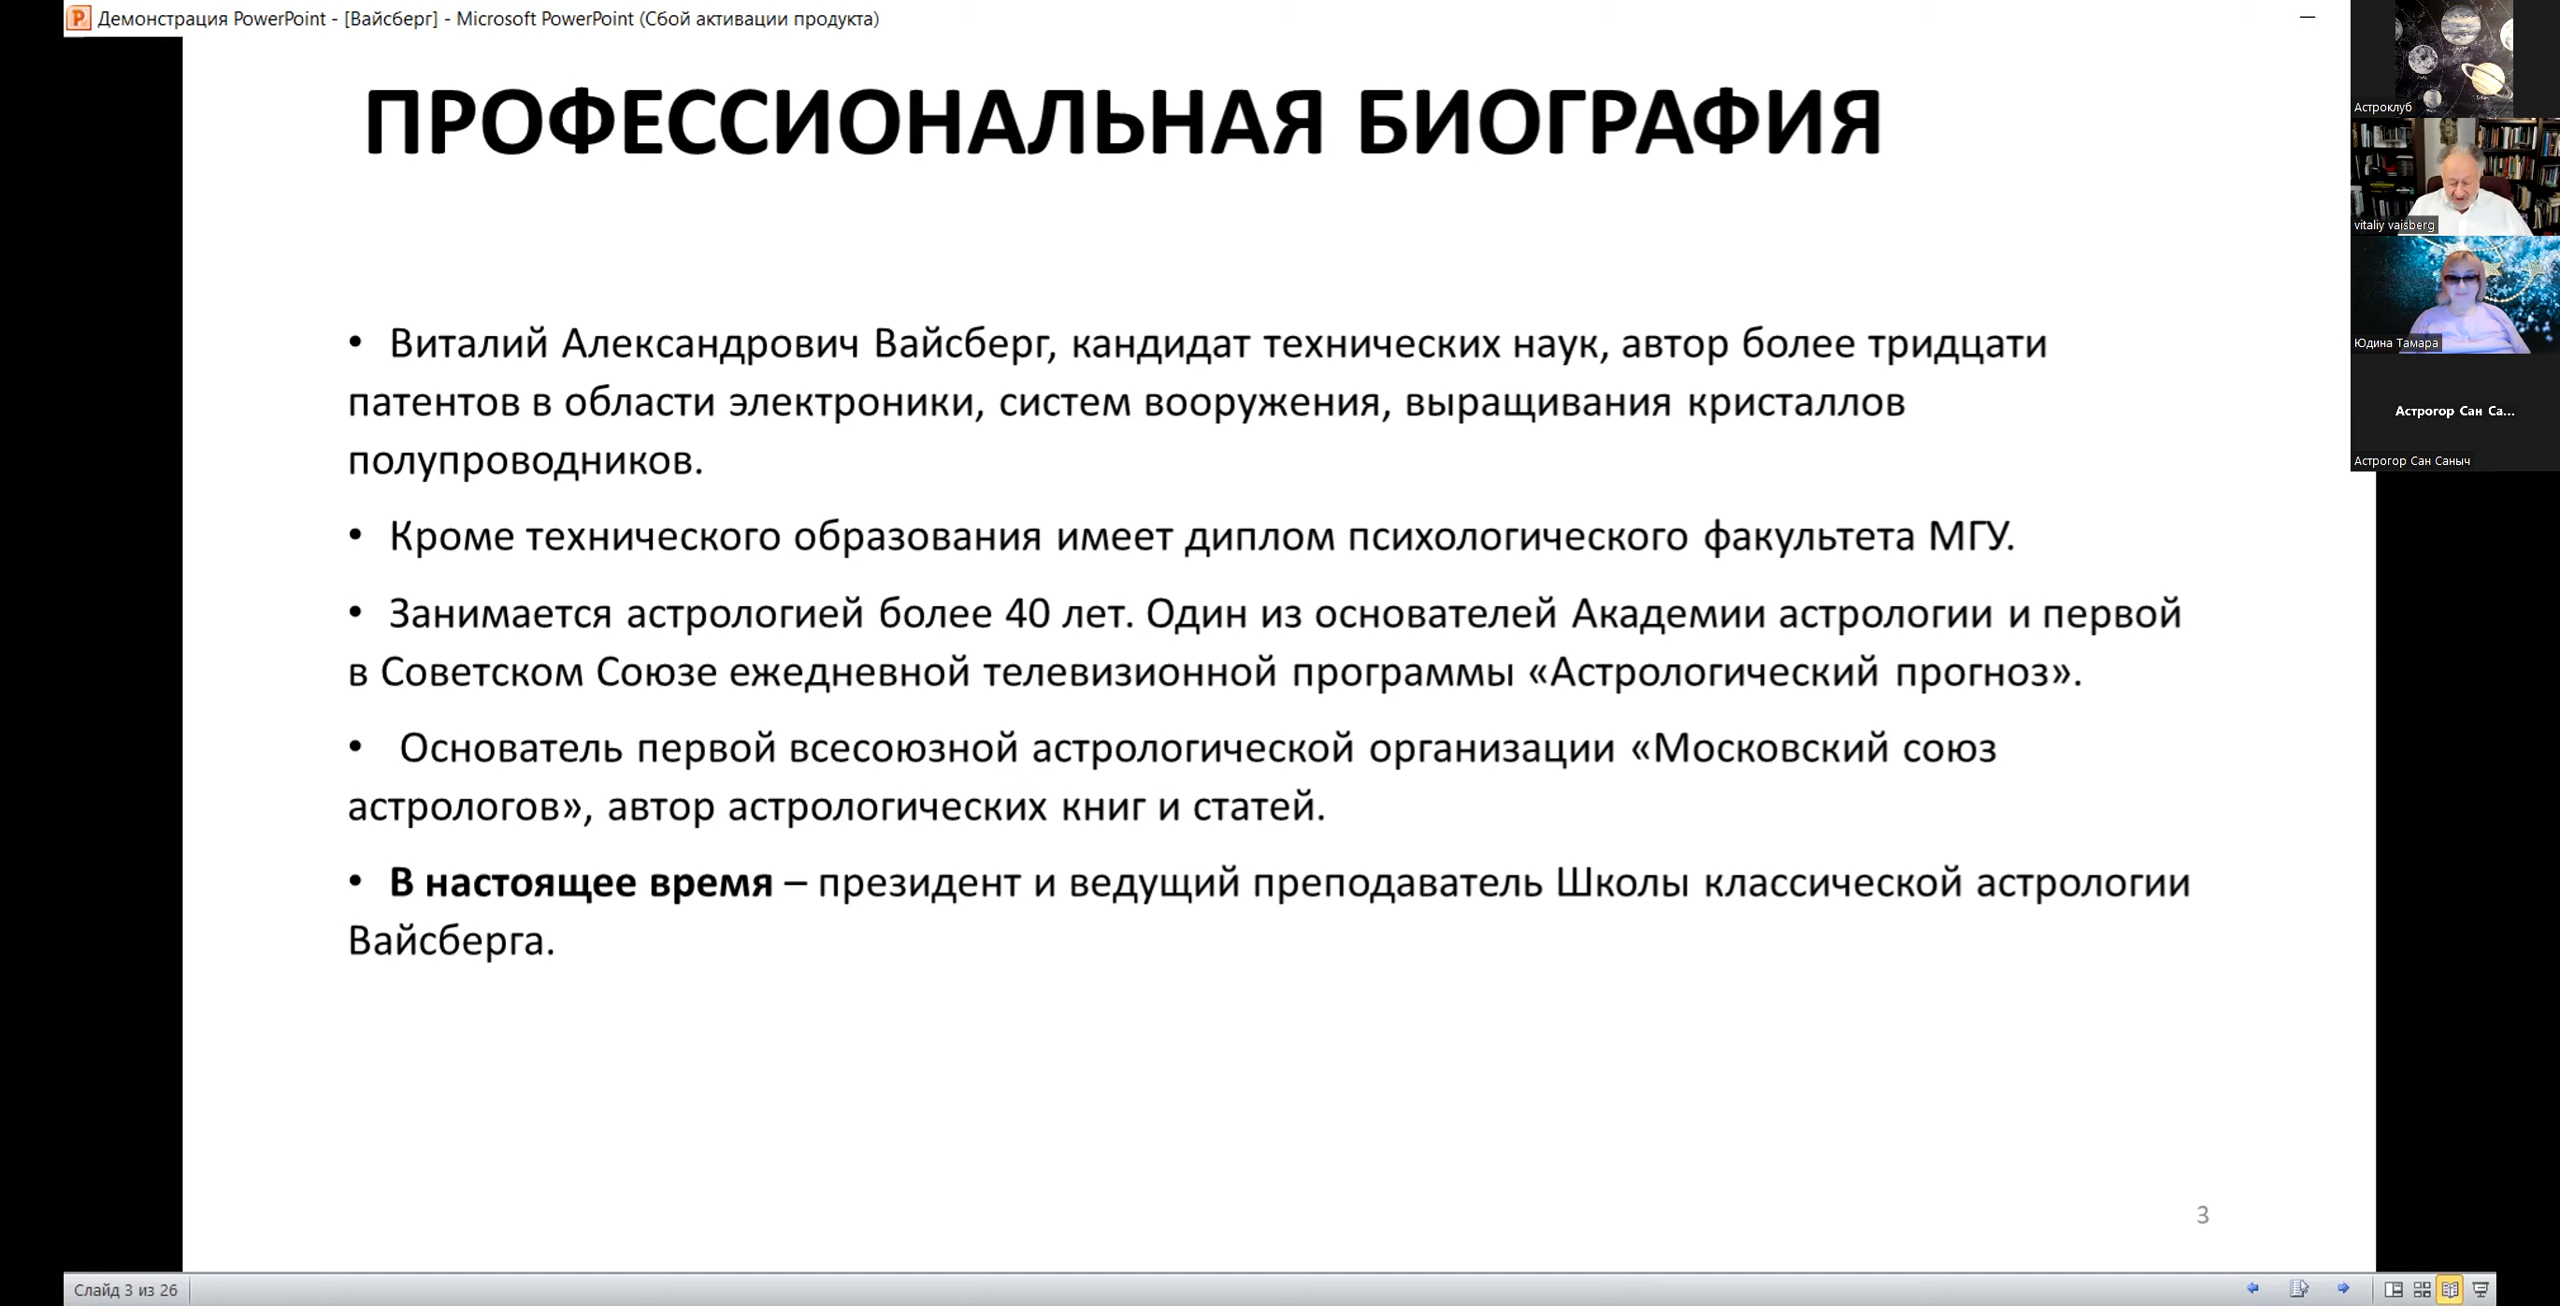 Демонстрация PowerPoint - [Вайсберг] - Microsoft PowerPoint (Сбой активации продукта)
ПРОФЕССИОНАЛЬНАЯ БИОГРАФИЯ
• Виталий Александрович Вайсберг, кандидат технических наук, автор более тридцати
патентов в области электроники, систем вооружения, выращивания кристаллов
полупроводников.
• Кроме технического образования имеет диплом психологического факультета МГУ.
• Занимается астрологией более 40 лет. Один из основателей Академии астрологии и первой
в Советском Союзе ежедневной телевизионной программы «Астрологический прогноз».
• Основатель первой всесоюзной астрологической организации «Московский союз
астрологов», автор астрологических книг и статей.
• В настоящее время – президент и ведущий преподаватель Школы классической астрологии
Вайсберга.
3
Слайд 3 из 26
Астроклуб
vitaliy vaisberg
Юдина Тамара
Астрогор Сан Са...
Астрогор Сан Саныч